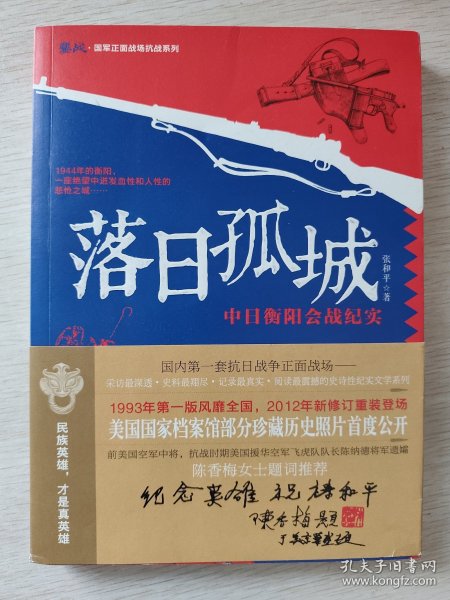 鏖战·国军正面战场抗战系列
1944年的衡阳，
一座绝望中迸发血性和人性的
悲怆之城……
落日孤城
张和平☆著
中日衡阳会战纪实
国内第一套抗日战争正面战场——
采访最深透·史料最翔尽·记录最真实·阅读最震撼的史诗性纪实文学系列
1993年第一版风靡全国，2012年新修订重装登场
美国国家档案馆部分珍藏历史照片首度公开
前美国空军中将、抗战时期美国援华空军飞虎队队长陈纳德将军遗孀
陈香梅女士题词推荐
民族英雄，才是真英雄
纪念英雄 祝祷和平
陳香梅題
孔夫子旧书网